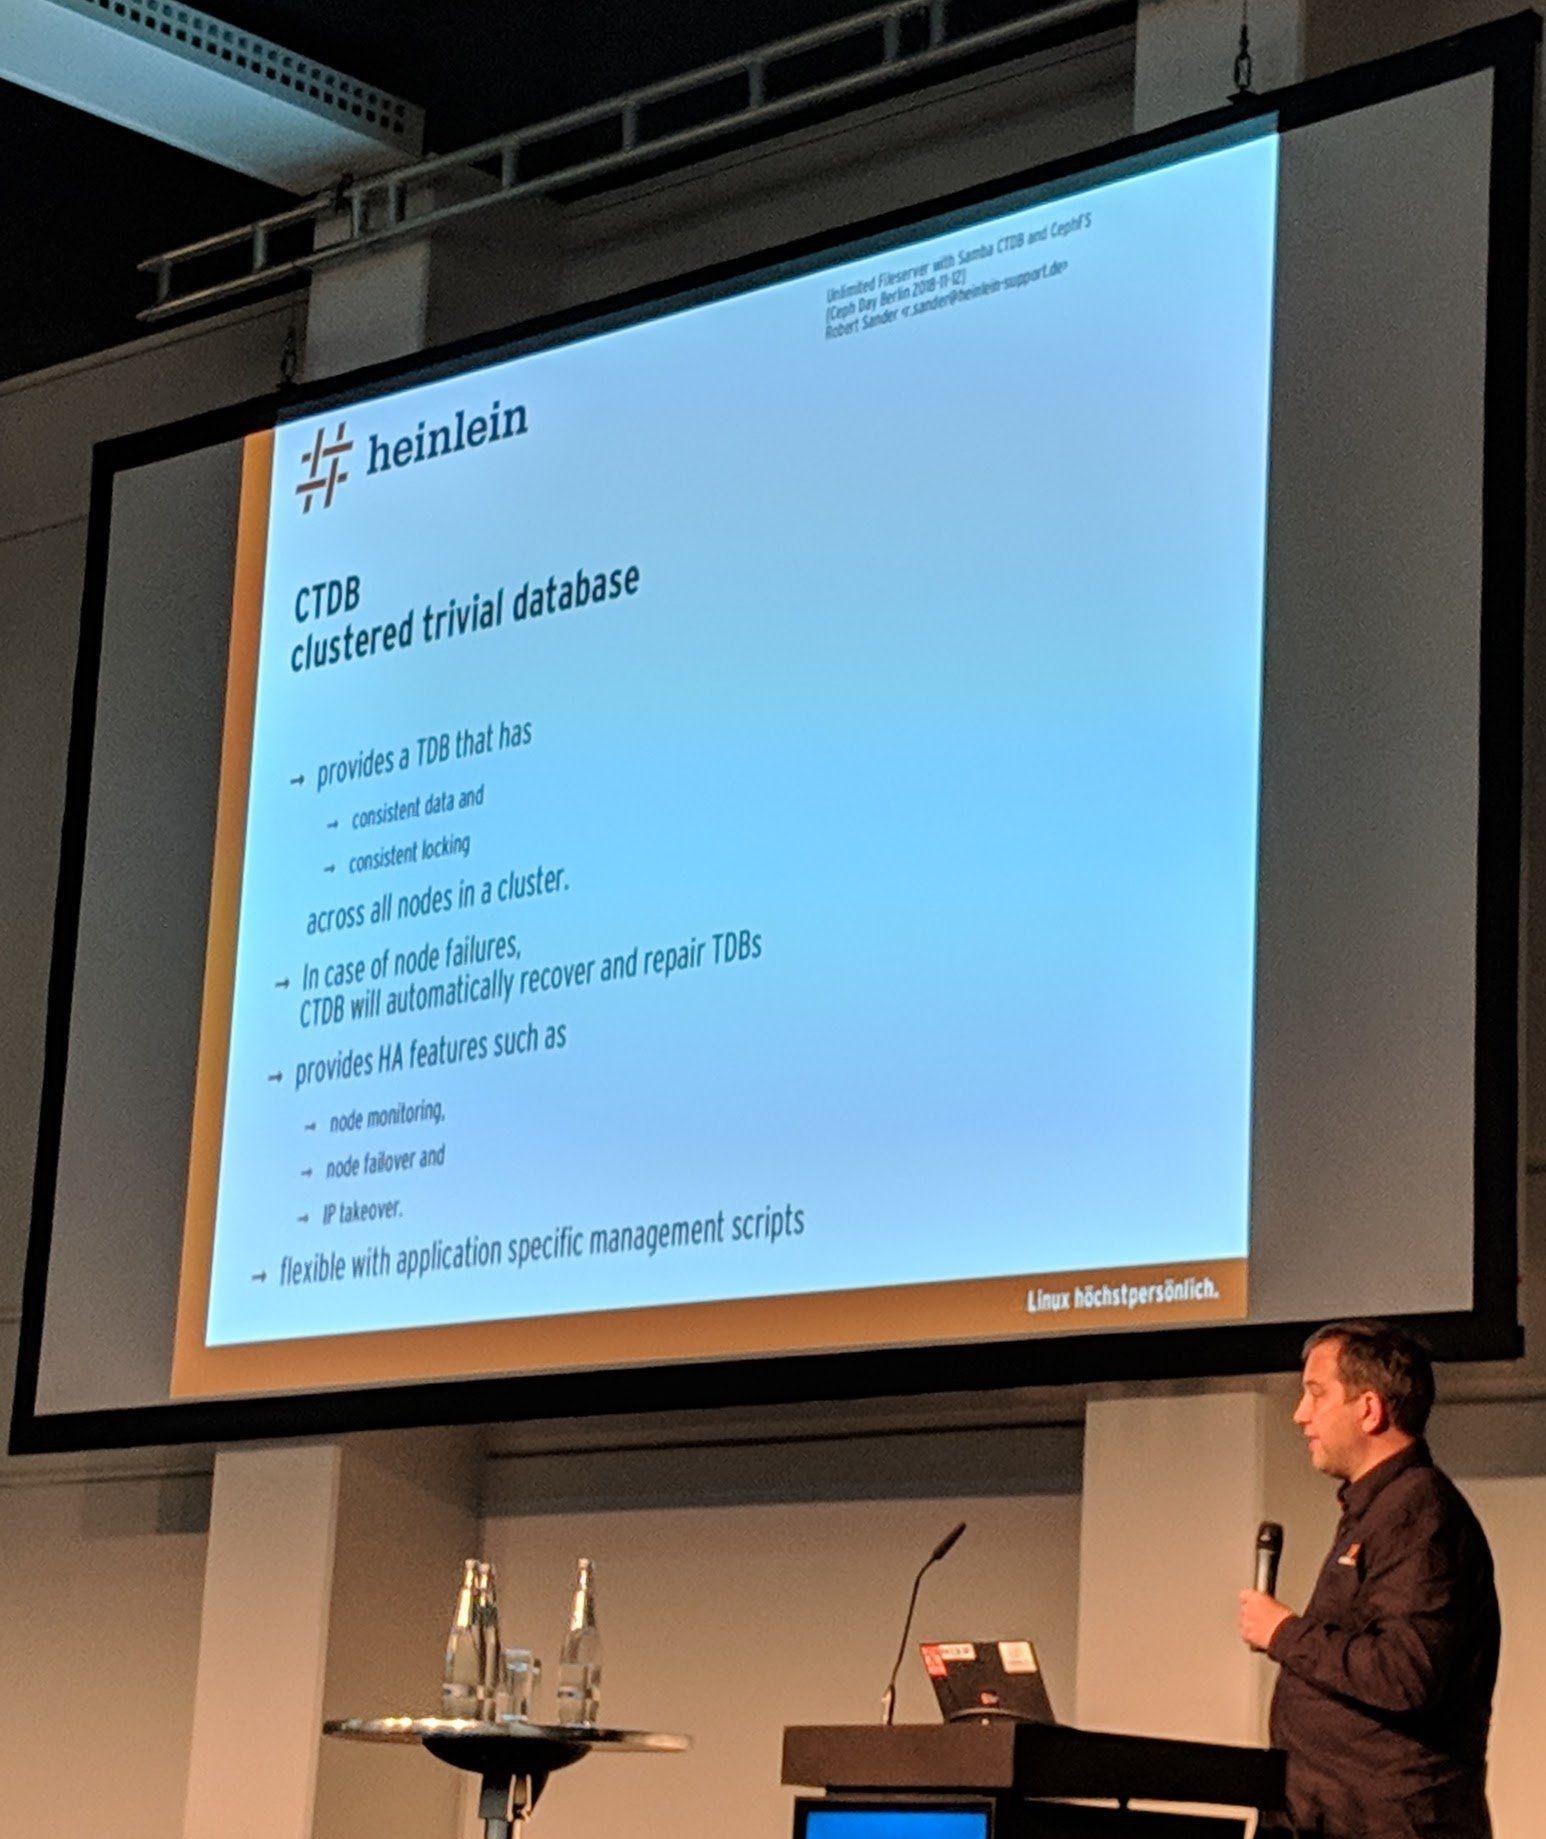 Unlimited Fileserver with Samba CTDB and CephFS
(Ceph Day Berlin 2018-11-12)
Robert Sander <r.sander@heinlein-support.de>
heinlein
CTDB
clustered trivial database
→ provides a TDB that has
→ consistent data and
→ consistent locking
across all nodes in a cluster.
→ In case of node failures,
CTDB will automatically recover and repair TDBs
→ provides HA features such as
→ node monitoring,
→ node failover and
→ IP takeover.
→ flexible with application specific management scripts
Linux höchstpersönlich.